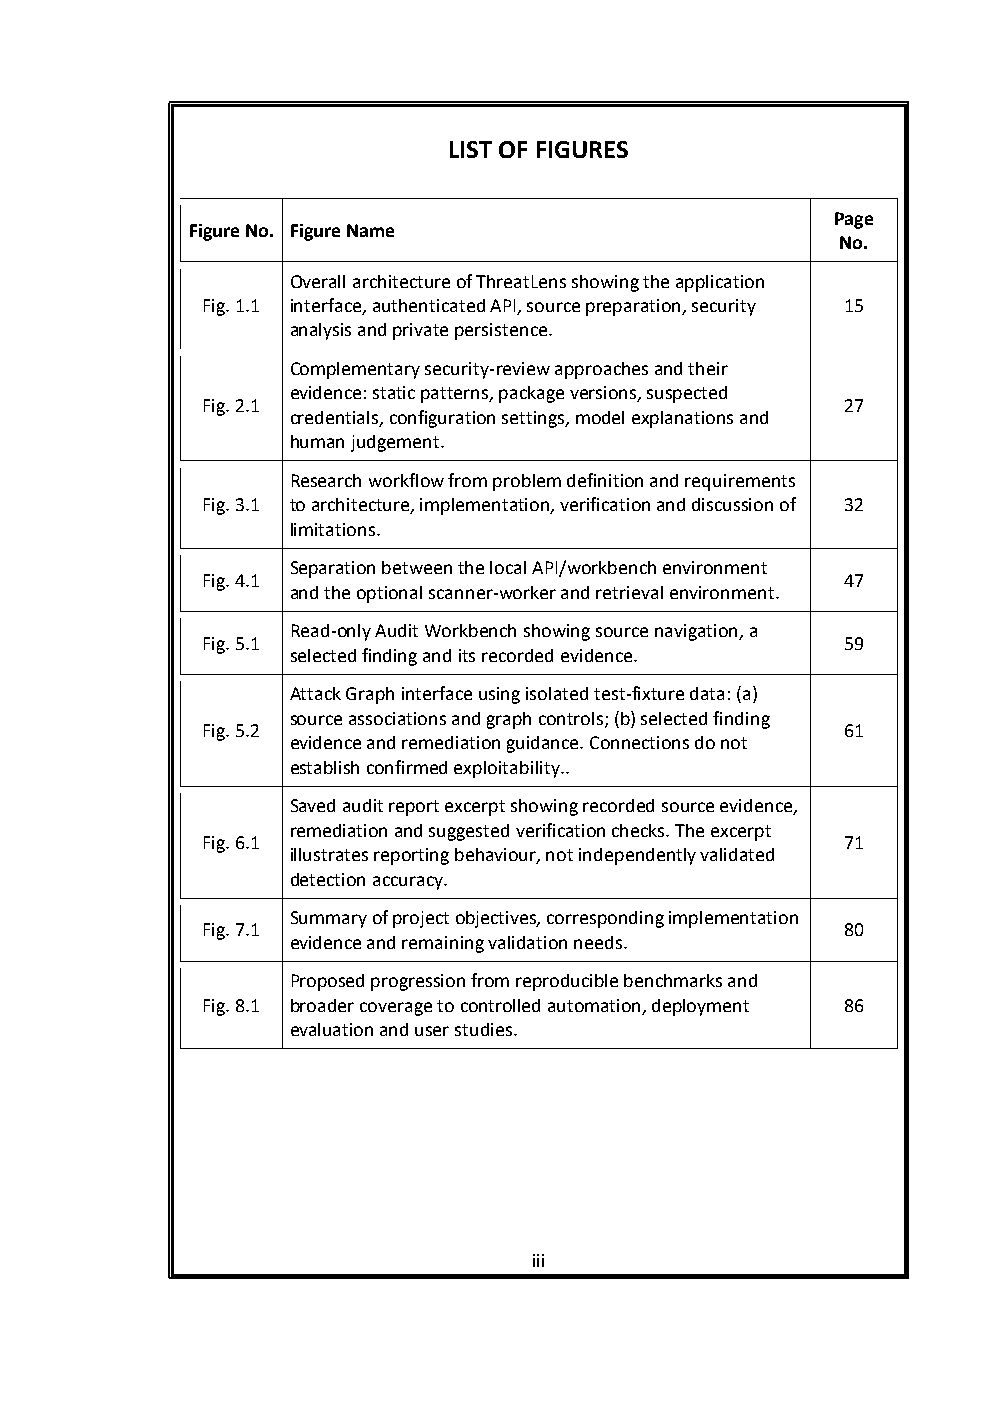 LIST OF FIGURES
Figure No. Figure Name Page No.
Overall architecture of ThreatLens showing the application
Fig. 1.1 interface, authenticated API, source preparation, security 15
analysis and private persistence.
Complementary security-review approaches and their
evidence: static patterns, package versions, suspected
Fig. 2.1 credentials, configuration settings, model explanations and 27
human judgement.
Research workflow from problem definition and requirements
Fig. 3.1 to architecture, implementation, verification and discussion of 32
limitations.
Separation between the local API/workbench environment
Fig. 4.1 and the optional scanner-worker and retrieval environment. 47
Read-only Audit Workbench showing source navigation, a
Fig. 5.1 selected finding and its recorded evidence. 59
Attack Graph interface using isolated test-fixture data: (a)
source associations and graph controls; (b) selected finding
Fig. 5.2 evidence and remediation guidance. Connections do not 61
establish confirmed exploitability..
Saved audit report excerpt showing recorded source evidence,
remediation and suggested verification checks. The excerpt
Fig. 6.1 illustrates reporting behaviour, not independently validated 71
detection accuracy.
Summary of project objectives, corresponding implementation
Fig. 7.1 evidence and remaining validation needs. 80
Proposed progression from reproducible benchmarks and
Fig. 8.1 broader coverage to controlled automation, deployment 86
evaluation and user studies.
iii